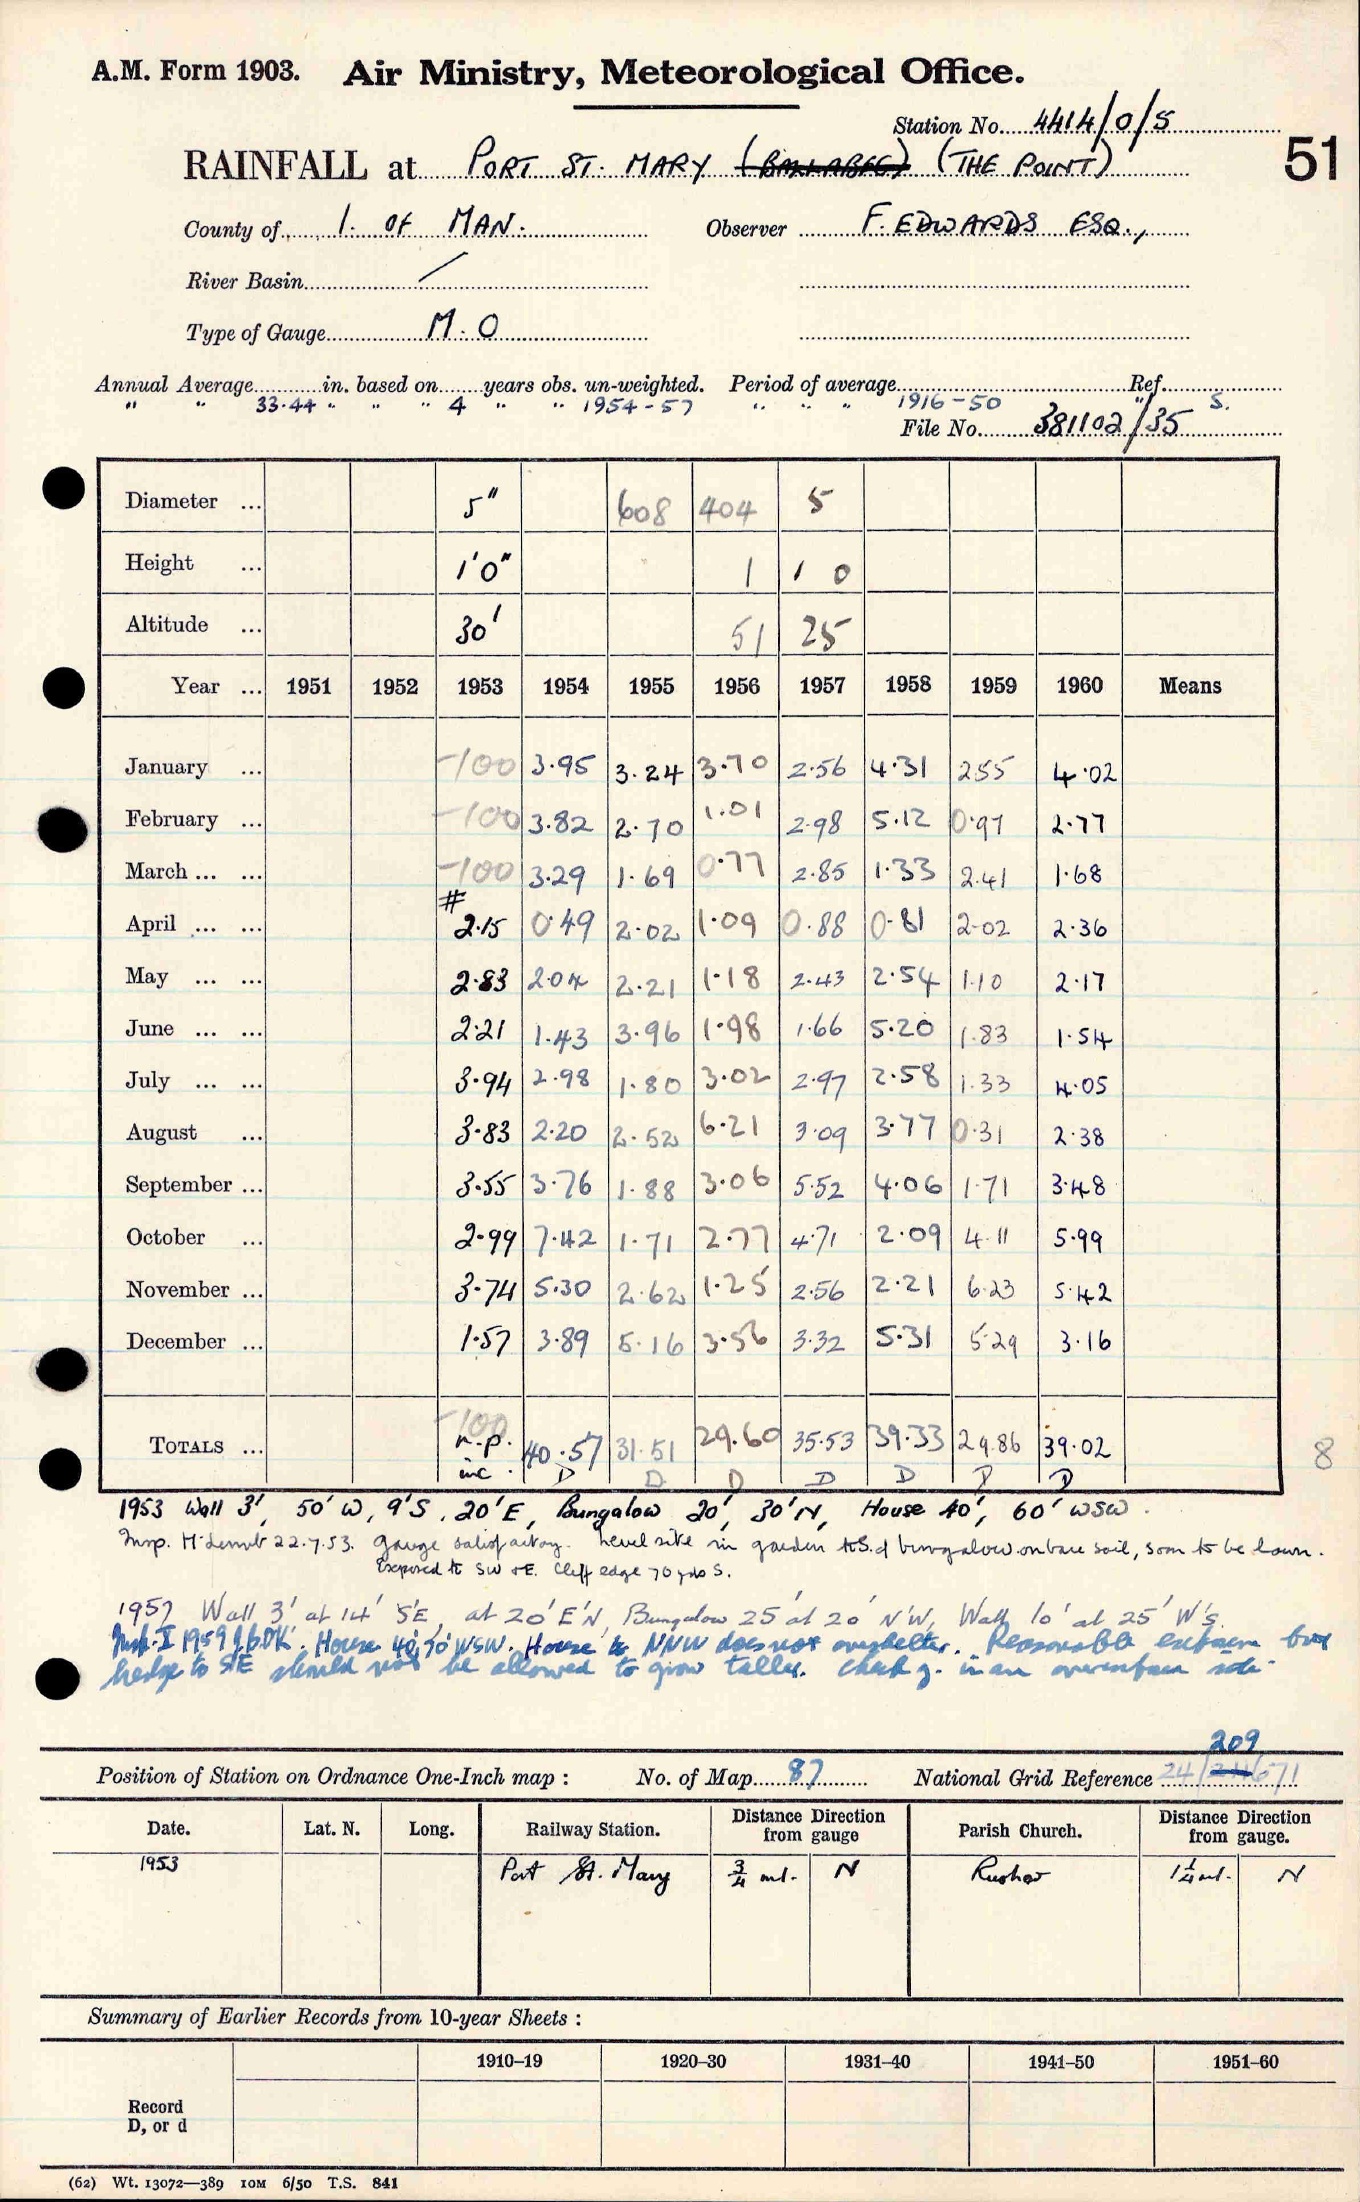 A.M. Form 1903. Air Ministry, Meteorological Office.
Station No. 4414/0/5
51
RAINFALL at PORT ST. MARY (BALLABEG) (THE POINT)
County of I. OF MAN. Observer F. EDWARDS ESQ.,
River Basin /
Type of Gauge M.O
Annual Average in. based on years obs. un-weighted. Period of average Ref.
" " 33.44 " " " 4 " " 1954-57 " " " 1916-50 " S.
File No. 381102/35
Diameter ... 5" 608 404 5
Height ... 1'0" 1 1 0
Altitude ... 30' 51 25
Year ... 1951 1952 1953 1954 1955 1956 1957 1958 1959 1960 Means
January ... -100 3.95 3.24 3.70 2.56 4.31 2.55 4.02
February ... -100 3.82 2.70 1.01 2.98 5.12 0.97 2.77
March ... ... -100 3.29 1.69 0.77 2.85 1.33 2.41 1.68
April ... ... # 2.15 0.49 2.02 1.09 0.88 0.81 2.02 2.36
May ... ... 2.83 2.04 2.21 1.18 2.43 2.54 1.10 2.17
June ... ... 2.21 1.43 3.96 1.98 1.66 5.20 1.83 1.54
July ... ... 3.94 2.98 1.80 3.02 2.97 2.58 1.33 4.05
August ... 3.83 2.20 2.52 6.21 3.09 3.77 0.31 2.38
September ... 3.55 3.76 1.88 3.06 5.52 4.06 1.71 3.48
October ... 2.99 7.42 1.71 2.77 4.71 2.09 4.11 5.99
November ... 3.74 5.30 2.62 1.25 2.56 2.21 6.23 5.42
December ... 1.57 3.89 5.16 3.56 3.32 5.31 5.29 3.16
-100
TOTALS ... n.p. 40.57 31.51 29.60 35.53 39.33 29.86 39.02 8
inc. D D D D D D D
1953 Wall 3', 50' W, 9'S, 20'E, Bungalow 20', 30'N, House 40', 60' WSW.
Insp. 22.7.53. Gauge satisfactory. Level site in garden to S. of bungalow on bare soil, soon to be lawn.
Exposed to SW & E. Cliff edge 70 yds S.
1957 Wall 3' at 14' S'E, at 20' E'N, Bungalow 25' at 20' N'W, Wall 10' at 25' W's.
Insp. I 1959 House 40', 70' WSW. House to NNW does not overshelter. Reasonable exposure but
hedge to S'E should not be allowed to grow taller. Check g. in an site.
209
Position of Station on Ordnance One-Inch map : No. of Map 87 National Grid Reference 24/ 671
Date. Lat. N. Long. Railway Station. Distance Direction from gauge Parish Church. Distance Direction from gauge.
1953 Port St. Mary ¾ ml. N Rushen 1¼ ml. N
Summary of Earlier Records from 10-year Sheets :
1910–19 1920–30 1931–40 1941–50 1951–60
Record
D, or d
(62) Wt. 13072—389 10M 6/50 T.S. 841